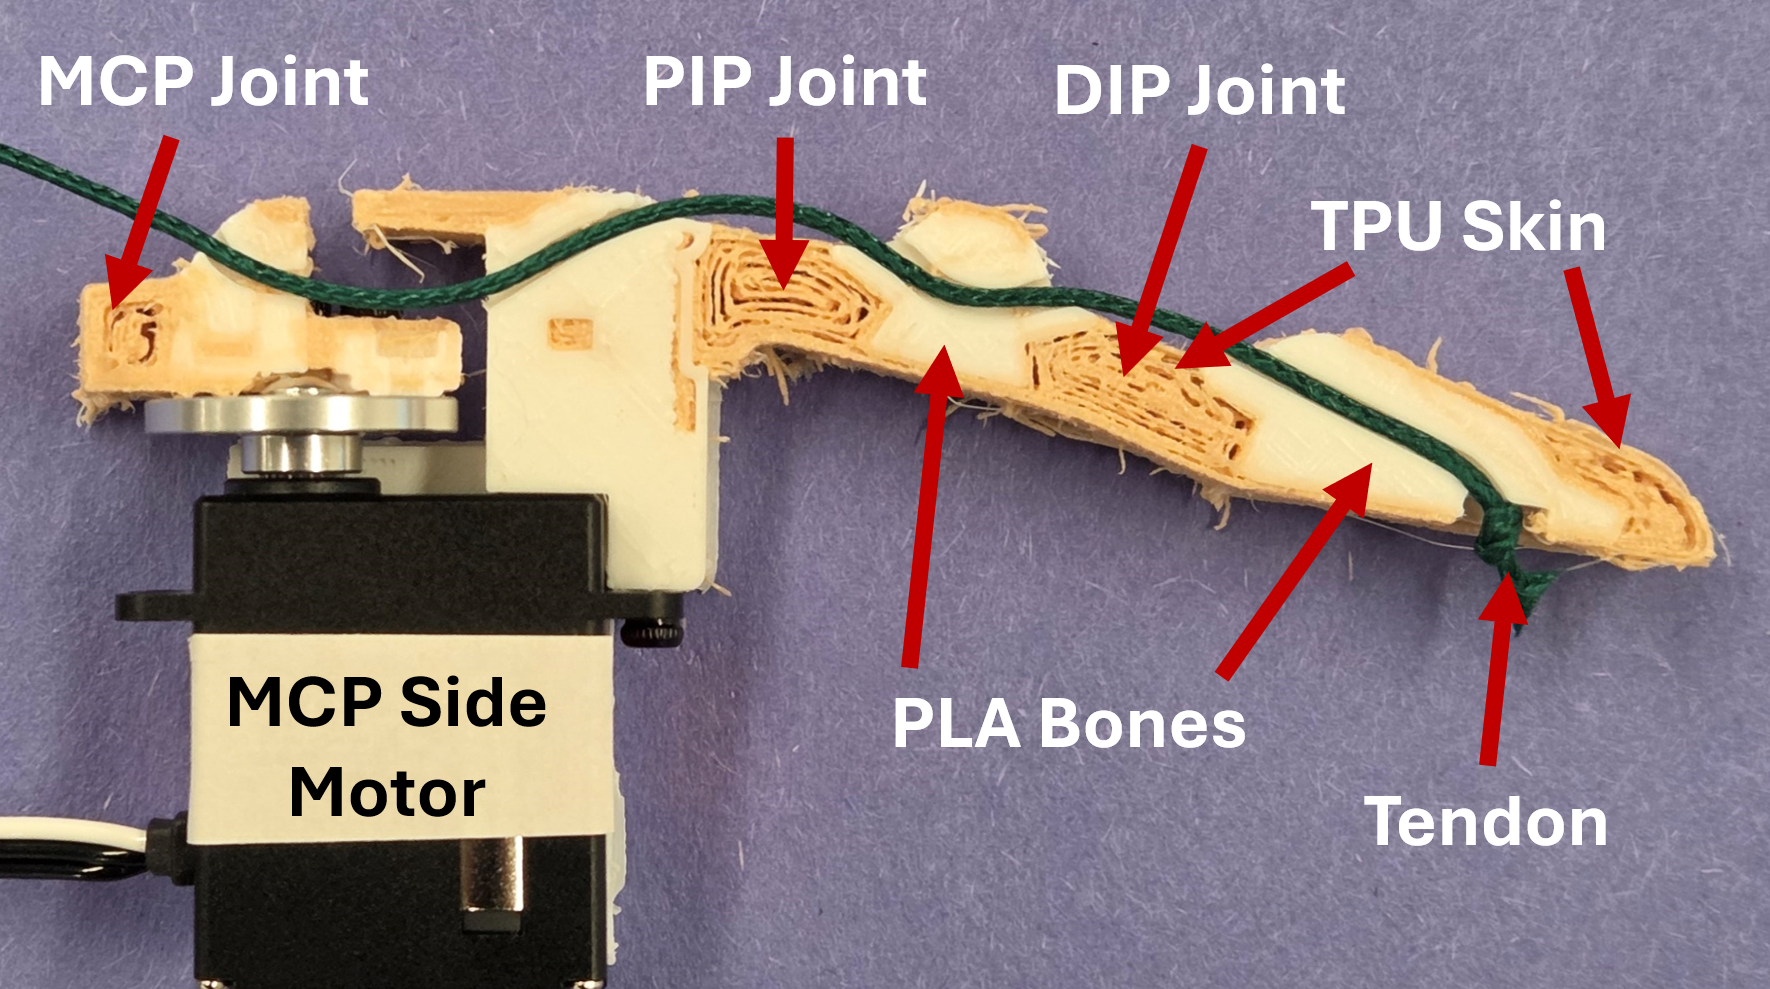 MCP Joint
PIP Joint
DIP Joint
TPU Skin
MCP Side
Motor
PLA Bones
Tendon